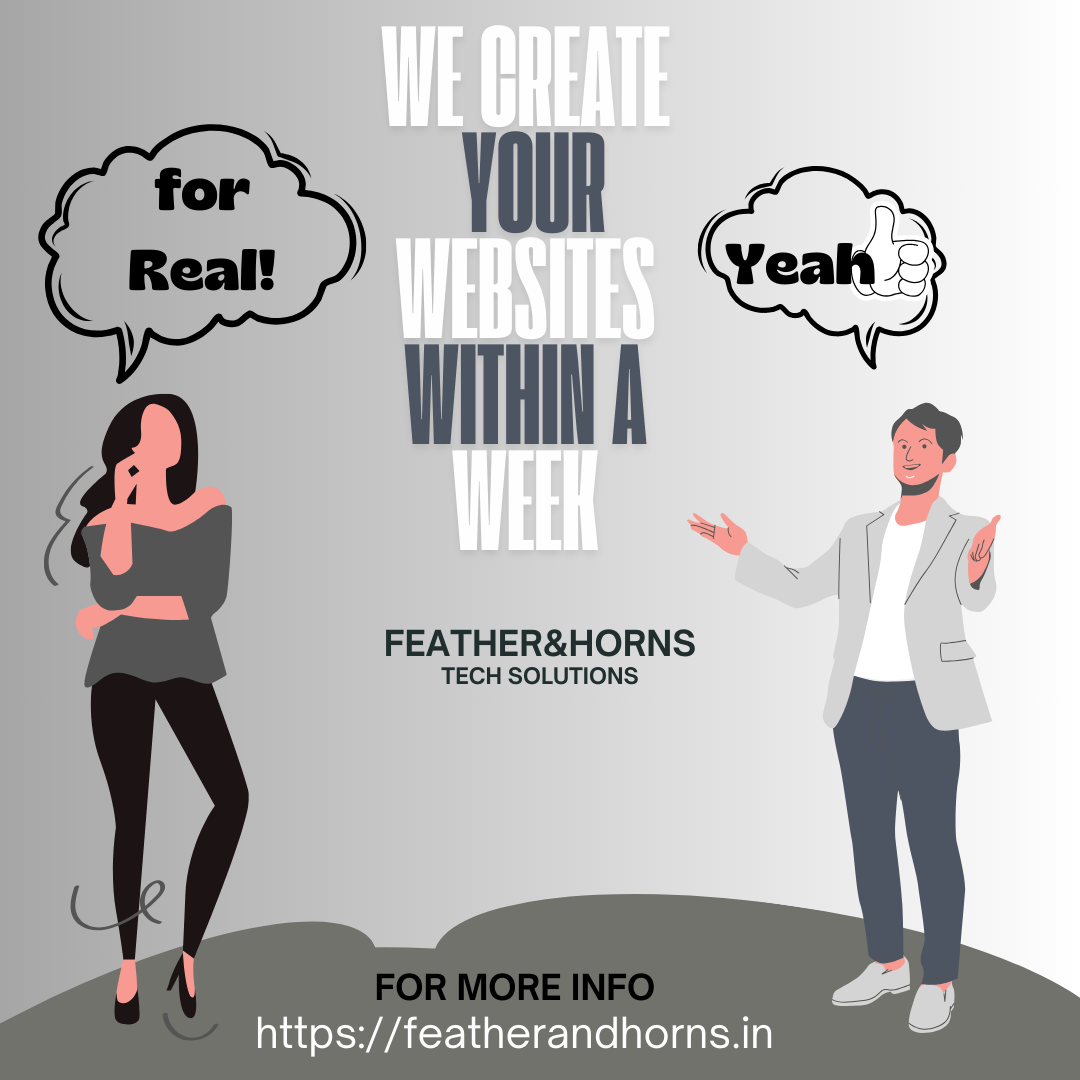 WE CREATE
YOUR
WEBSITES
WITHIN A
WEEK
for
Real!
Yeah
FEATHER&HORNS
TECH SOLUTIONS
FOR MORE INFO
https://featherandhorns.in